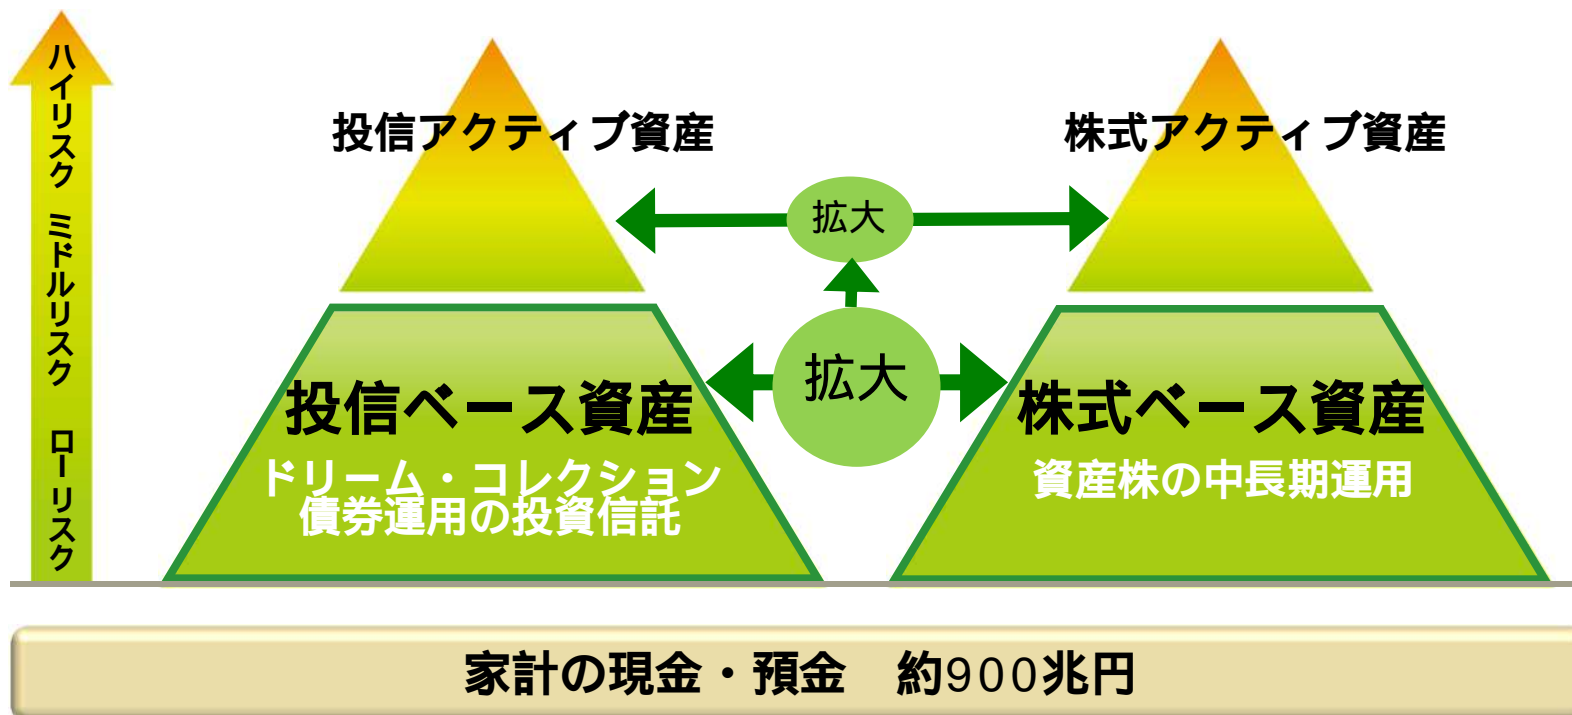 ハイリスク ミドルリスク ローリスク
投信アクティブ資産
株式アクティブ資産
拡大
拡大
投信ベース資産
ドリーム・コレクション
債券運用の投資信託
株式ベース資産
資産株の中長期運用
家計の現金・預金　約900兆円